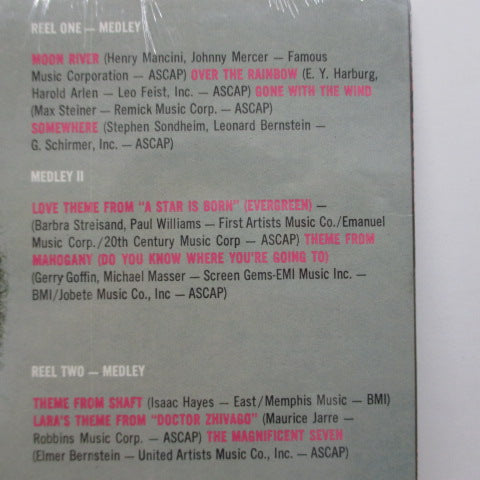 REEL ONE — MEDLEY
MOON RIVER (Henry Mancini, Johnny Mercer — Famous
Music Corporation — ASCAP) OVER THE RAINBOW (E. Y. Harburg,
Harold Arlen — Leo Feist, Inc. — ASCAP) GONE WITH THE WIND
(Max Steiner — Remick Music Corp. — ASCAP)
SOMEWHERE (Stephen Sondheim, Leonard Bernstein —
G. Schirmer, Inc. — ASCAP)
MEDLEY II
LOVE THEME FROM "A STAR IS BORN" (EVERGREEN) —
(Barbra Streisand, Paul Williams — First Artists Music Co./Emanuel
Music Corp./20th Century Music Corp — ASCAP) THEME FROM
MAHOGANY (DO YOU KNOW WHERE YOU'RE GOING TO)
(Gerry Goffin, Michael Masser — Screen Gems-EMI Music Inc. —
BMI/Jobete Music Co., Inc — ASCAP)
REEL TWO — MEDLEY
THEME FROM SHAFT (Isaac Hayes — East/Memphis Music — BMI)
LARA'S THEME FROM "DOCTOR ZHIVAGO" (Maurice Jarre —
Robbins Music Corp. — ASCAP) THE MAGNIFICENT SEVEN
(Elmer Bernstein — United Artists Music Co., Inc — ASCAP)